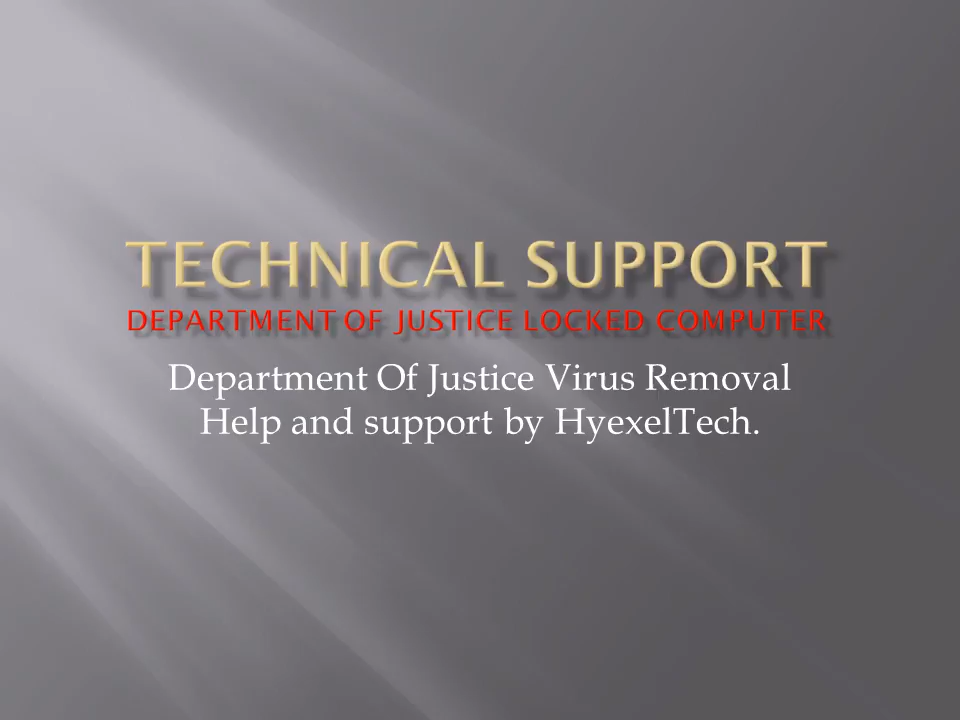 TECHNICAL SUPPORT
DEPARTMENT OF JUSTICE LOCKED COMPUTER
Department Of Justice Virus Removal
Help and support by HyexelTech.